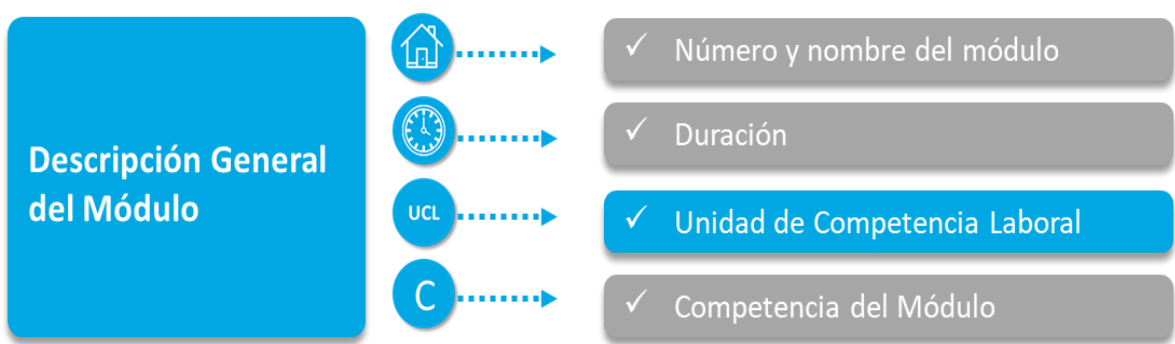 Descripción General
del Módulo
✓ Número y nombre del módulo
✓ Duración
UCL
✓ Unidad de Competencia Laboral
C
✓ Competencia del Módulo